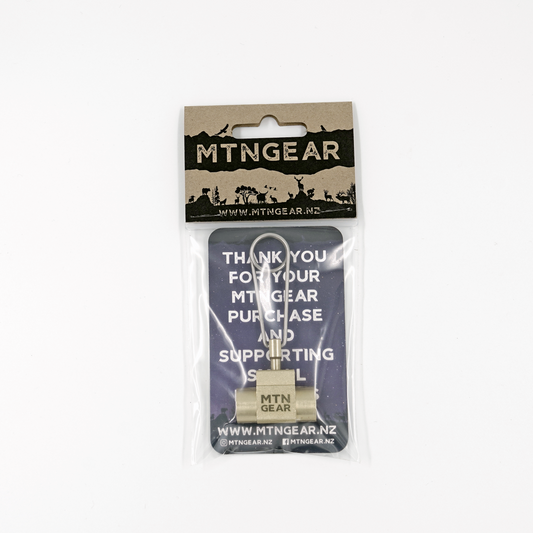 MTNGEAR
WWW.MTNGEAR.NZ
THANK YOU
FOR YOUR
MTNGEAR
PURCHASE
AND
SUPPORTING
MTN
GEAR
WWW.MTNGEAR.NZ
MTNGEAR.NZ MTNGEAR.NZ